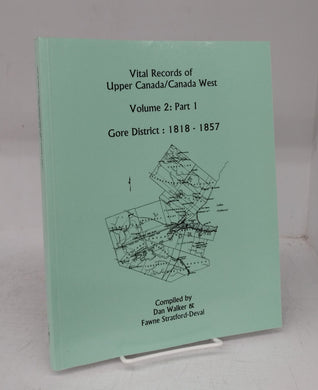 Vital Records of
Upper Canada/Canada West
Volume 2: Part 1
Gore District : 1818 - 1857
Compiled by
Dan Walker &
Fawne Stratford-Devai